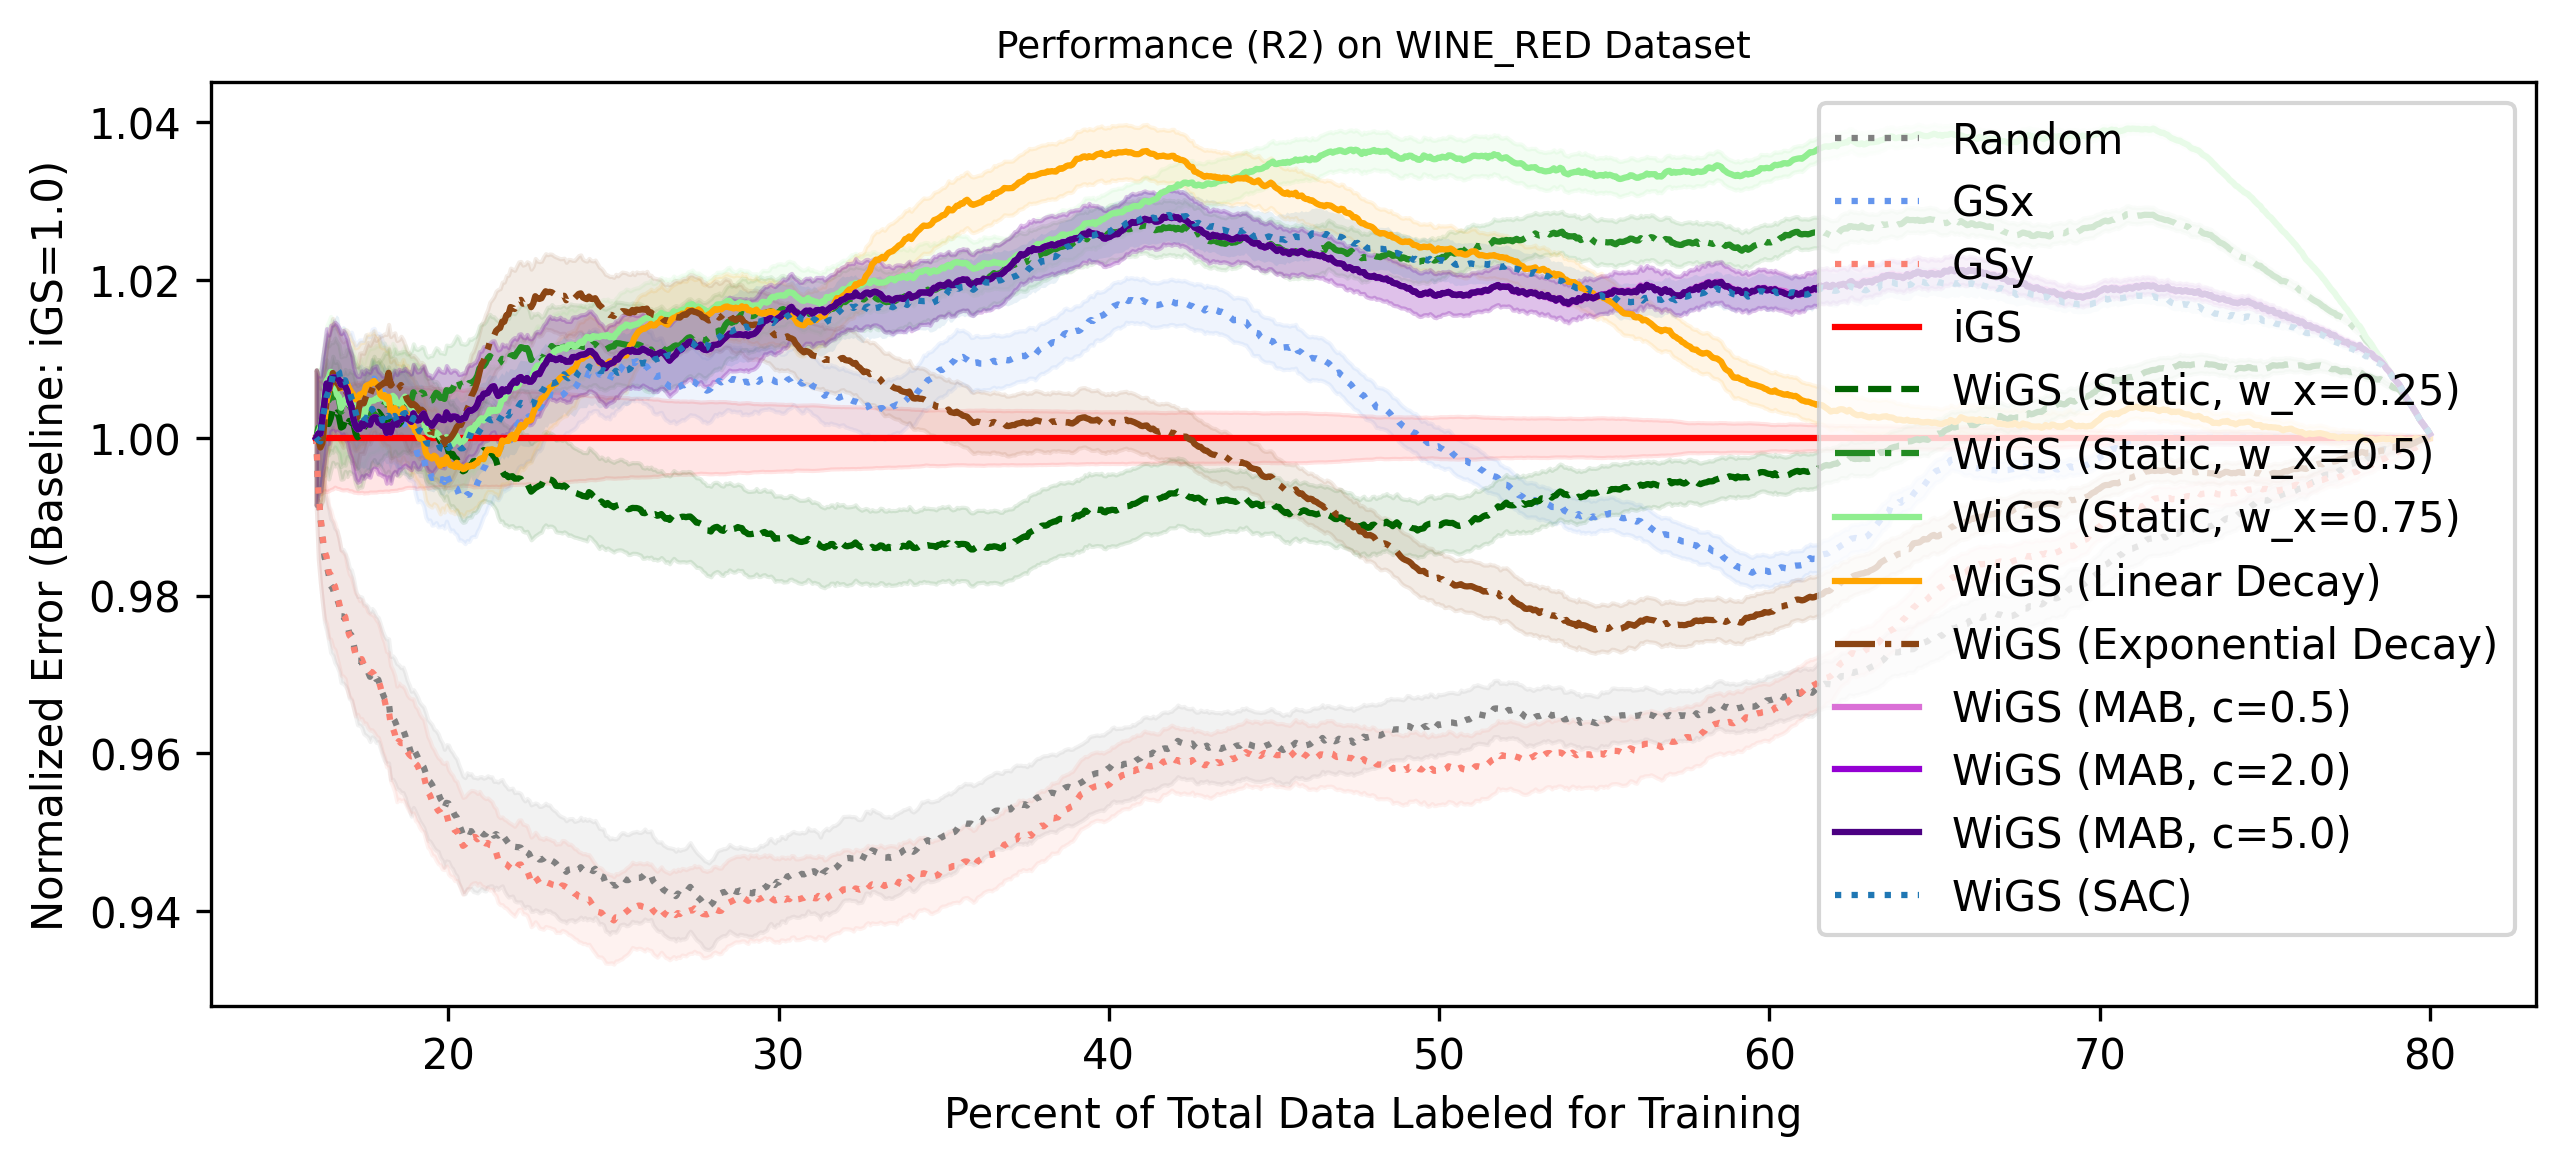 Performance (R2) on WINE_RED Dataset
Normalized Error (Baseline: iGS=1.0)
1.04
1.02
1.00
0.98
0.96
0.94
20 30 40 50 60 70 80
Percent of Total Data Labeled for Training
Random
GSx
GSy
iGS
WiGS (Static, w_x=0.25)
WiGS (Static, w_x=0.5)
WiGS (Static, w_x=0.75)
WiGS (Linear Decay)
WiGS (Exponential Decay)
WiGS (MAB, c=0.5)
WiGS (MAB, c=2.0)
WiGS (MAB, c=5.0)
WiGS (SAC)